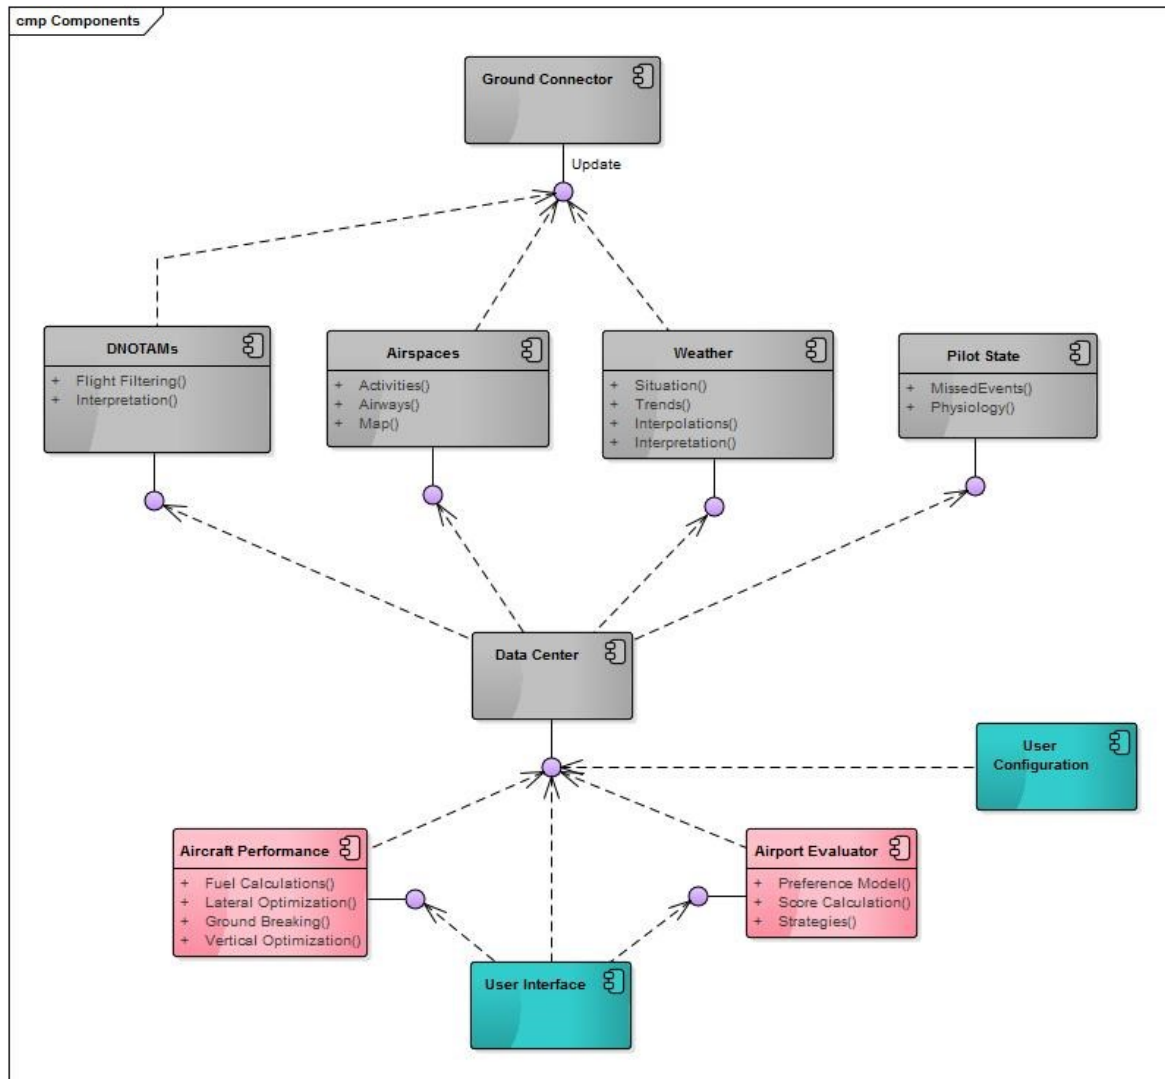 cmp Components
Ground Connector
Update
DNOTAMs
+ Flight Filtering()
+ Interpretation()
Airspaces
+ Activities()
+ Airways()
+ Map()
Weather
+ Situation()
+ Trends()
+ Interpolations()
+ Interpretation()
Pilot State
+ MissedEvents()
+ Physiology()
Data Center
User
Configuration
Aircraft Performance
+ Fuel Calculations()
+ Lateral Optimization()
+ Ground Breaking()
+ Vertical Optimization()
Airport Evaluator
+ Preference Model()
+ Score Calculation()
+ Strategies()
User Interface